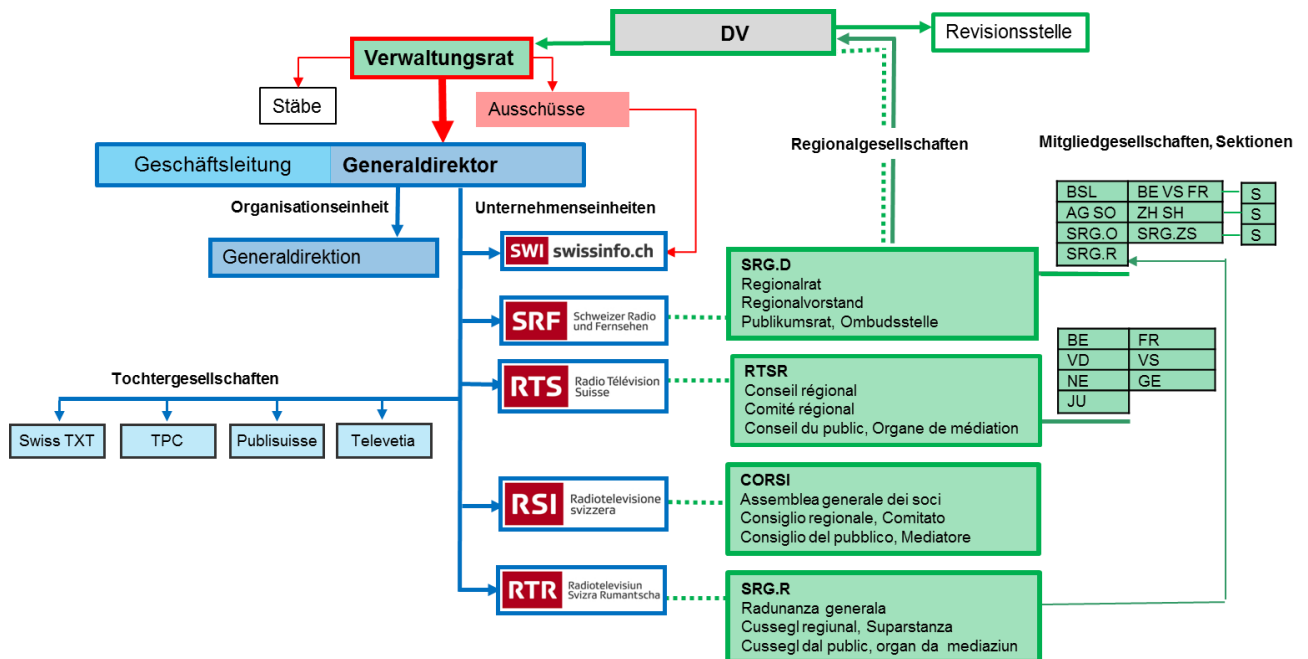 DV
Revisionsstelle
Verwaltungsrat
Stäbe
Ausschüsse
Geschäftsleitung
Generaldirektor
Regionalgesellschaften
Mitgliedgesellschaften, Sektionen
Organisationseinheit
Unternehmenseinheiten
Generaldirektion
BSL
BE VS FR
S
AG SO
ZH SH
S
SRG.O
SRG.ZS
S
SRG.R
SWI swissinfo.ch
SRG.D
Regionalrat
Regionalvorstand
Publikumsrat, Ombudsstelle
SRF
Schweizer Radio
und Fernsehen
BE
FR
VD
VS
NE
GE
JU
RTS
Radio Télévision
Suisse
RTSR
Conseil régional
Comité régional
Conseil du public, Organe de médiation
Tochtergesellschaften
Swiss TXT
TPC
Publisuisse
Televetia
RSI
Radiotelevisione
svizzera
CORSI
Assemblea generale dei soci
Consiglio regionale, Comitato
Consiglio del pubblico, Mediatore
RTR
Radiotelevisiun
Svizra Rumantscha
SRG.R
Radunanza generala
Cussegl regiunal, Suparstanza
Cussegl dal public, organ da mediaziun